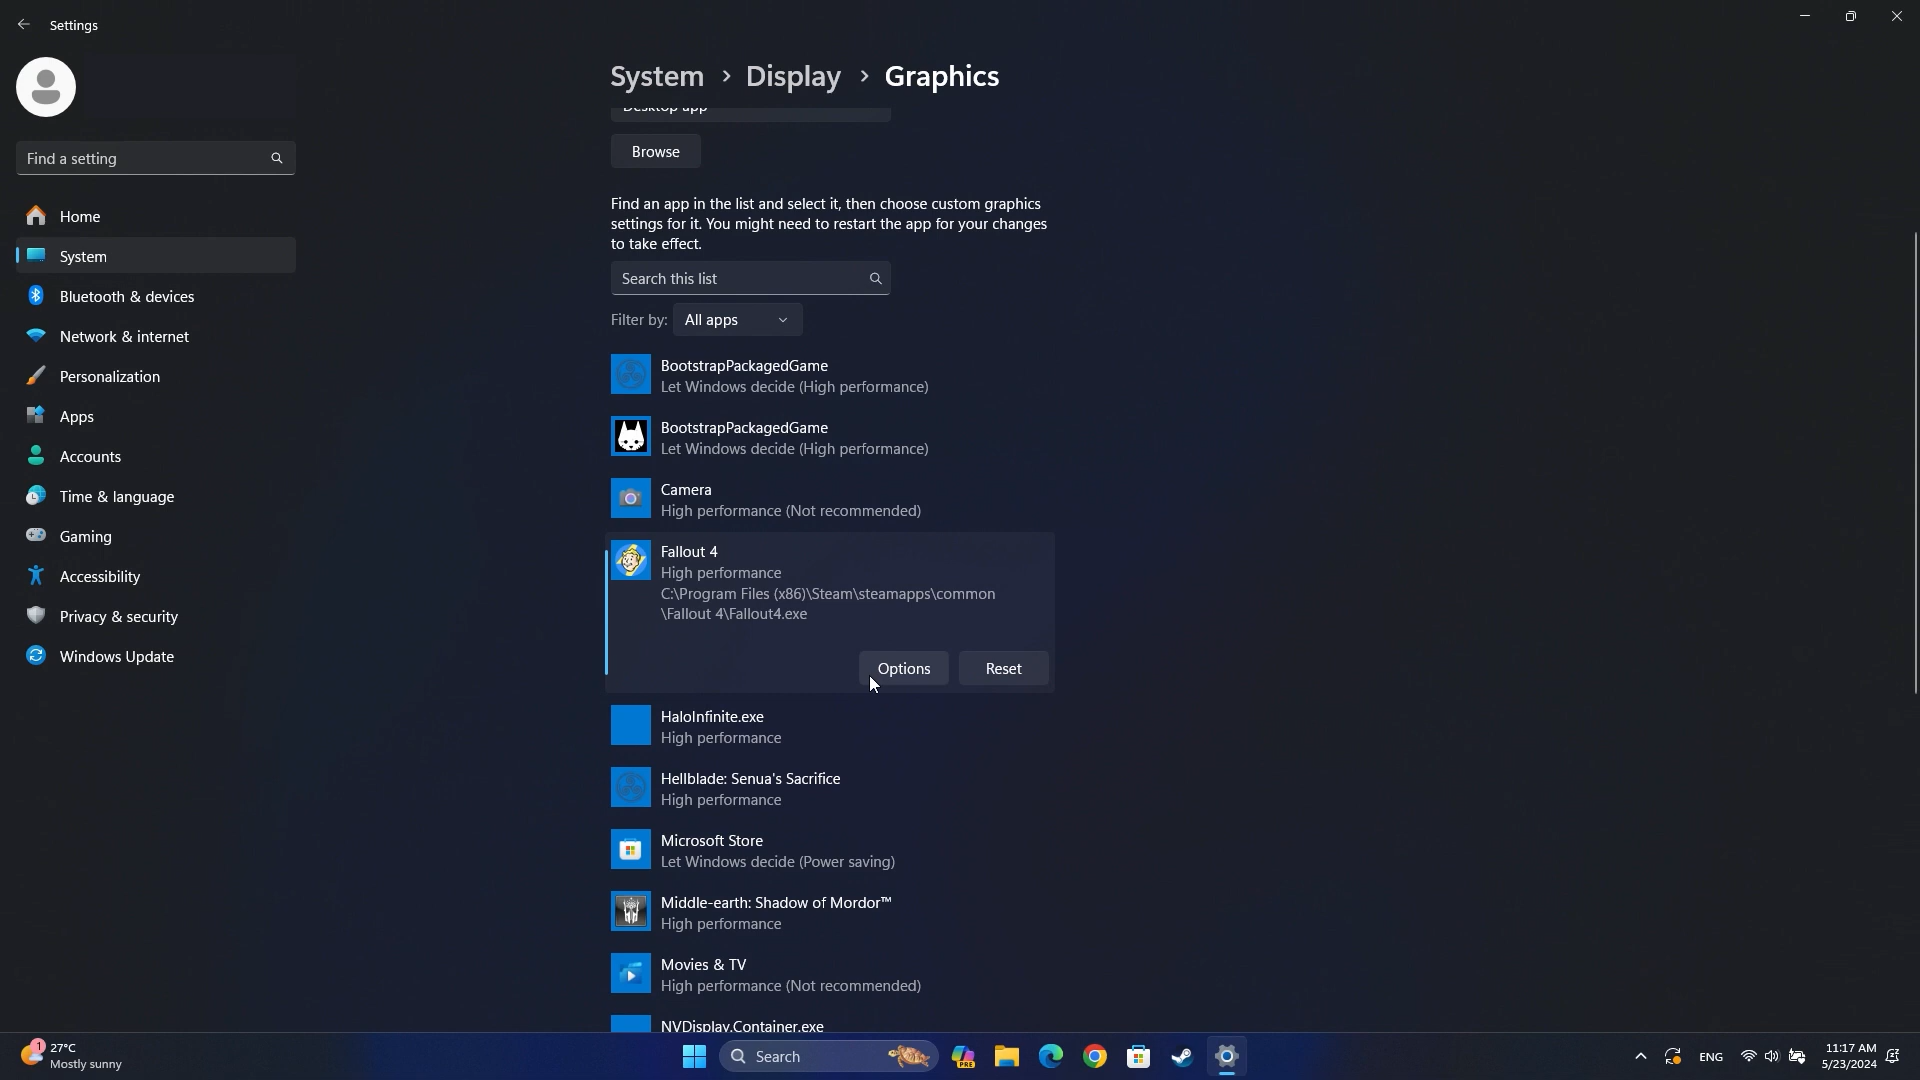 Settings
System > Display > Graphics
Desktop app
Browse
Find a setting
Home
System
Bluetooth & devices
Network & internet
Personalization
Apps
Accounts
Time & language
Gaming
Accessibility
Privacy & security
Windows Update
Find an app in the list and select it, then choose custom graphics
settings for it. You might need to restart the app for your changes
to take effect.
Search this list
Filter by: All apps
BootstrapPackagedGame
Let Windows decide (High performance)
BootstrapPackagedGame
Let Windows decide (High performance)
Camera
High performance (Not recommended)
Fallout 4
High performance
C:\Program Files (x86)\Steam\steamapps\common
\Fallout 4\Fallout4.exe
Options Reset
HaloInfinite.exe
High performance
Hellblade: Senua's Sacrifice
High performance
Microsoft Store
Let Windows decide (Power saving)
Middle-earth: Shadow of Mordor™
High performance
Movies & TV
High performance (Not recommended)
NVDisplay.Container.exe
1
27°C
Mostly sunny
Search
PRE
ENG
11:17 AM
5/23/2024